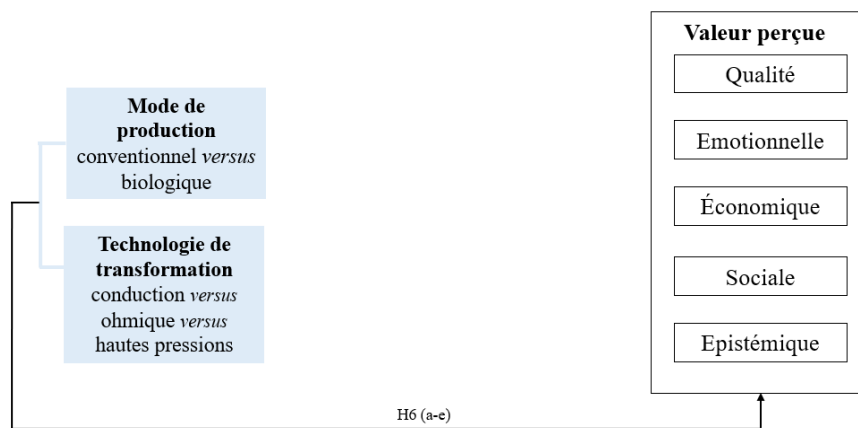 Mode de
production
conventionnel versus
biologique
Technologie de
transformation
conduction versus
ohmique versus
hautes pressions
Valeur perçue
Qualité
Emotionnelle
Économique
Sociale
Epistémique
H6 (a-e)